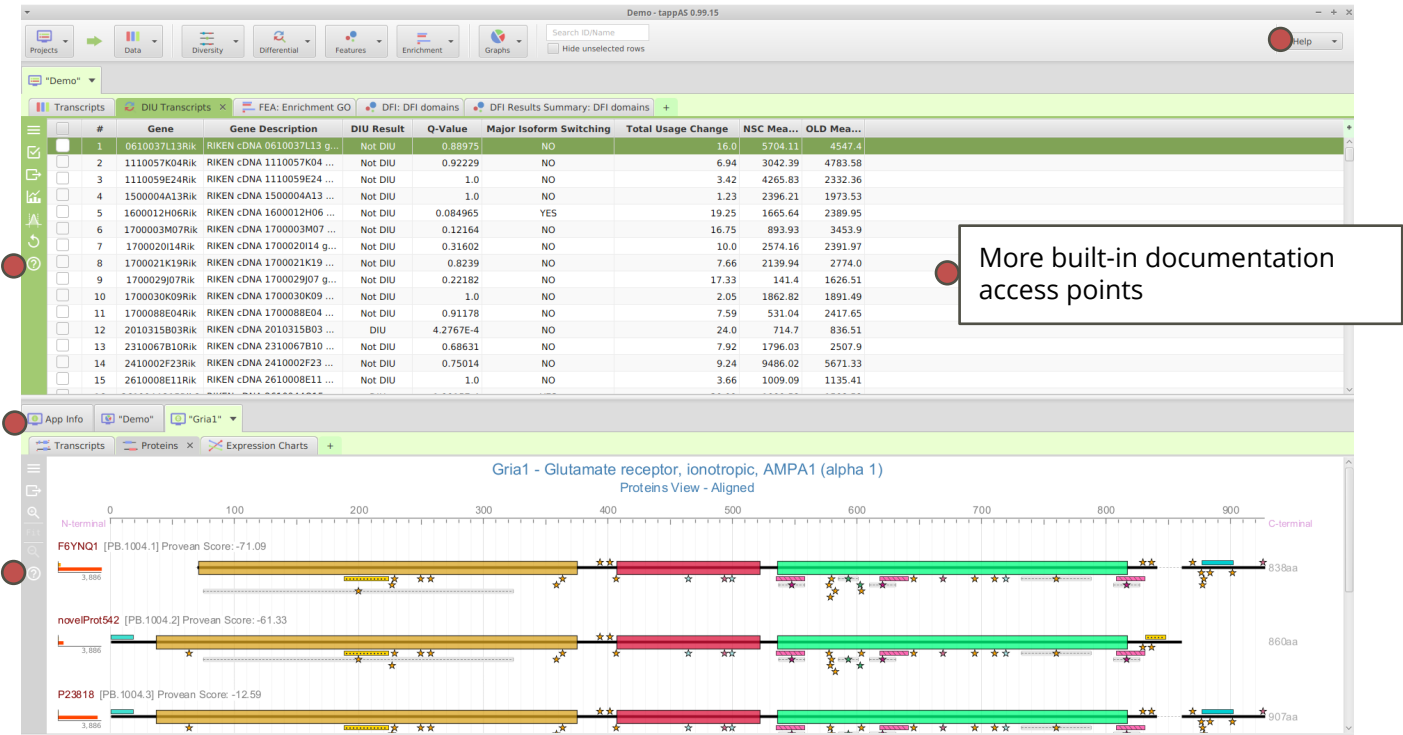 Demo - tappAS 0.99.15
Projects Data Diversity Differential Features Enrichment Graphs Search ID/Name Hide unselected rows Help
"Demo"
Transcripts DIU Transcripts FEA: Enrichment GO DFI: DFI domains DFI Results Summary: DFI domains
# Gene Gene Description DIU Result Q-Value Major Isoform Switching Total Usage Change NSC Mea... OLD Mea...
1 0610037L13Rik RIKEN cDNA 0610037L13 g... Not DIU 0.88975 NO 16.0 5704.11 4547.4
2 1110057K04Rik RIKEN cDNA 1110057K04 ... Not DIU 0.92229 NO 6.94 3042.39 4783.58
3 1110059E24Rik RIKEN cDNA 1110059E24 ... Not DIU 1.0 NO 3.42 4265.83 2332.36
4 1500004A13Rik RIKEN cDNA 1500004A13 ... Not DIU 1.0 NO 1.23 2396.21 1973.53
5 1600012H06Rik RIKEN cDNA 1600012H06 ... Not DIU 0.084965 YES 19.25 1665.64 2389.95
6 1700003M07Rik RIKEN cDNA 1700003M07 ... Not DIU 0.12164 NO 16.75 893.93 3453.9
7 1700020I14Rik RIKEN cDNA 1700020I14 g... Not DIU 0.31602 NO 10.0 2574.16 2391.97
8 1700021K19Rik RIKEN cDNA 1700021K19 ... Not DIU 0.8239 NO 7.66 2139.94 2774.0
9 1700029J07Rik RIKEN cDNA 1700029J07 g... Not DIU 0.22182 NO 17.33 141.4 1626.51
10 1700030K09Rik RIKEN cDNA 1700030K09 ... Not DIU 1.0 NO 2.05 1862.82 1891.49
11 1700088E04Rik RIKEN cDNA 1700088E04 ... Not DIU 0.91178 NO 7.59 531.04 2417.65
12 2010315B03Rik RIKEN cDNA 2010315B03 ... DIU 4.2767E-4 NO 24.0 714.7 836.51
13 2310067B10Rik RIKEN cDNA 2310067B10 ... Not DIU 0.68631 NO 7.92 1796.03 2507.9
14 2410002F23Rik RIKEN cDNA 2410002F23 ... Not DIU 0.75014 NO 9.24 9486.02 5671.33
15 2610008E11Rik RIKEN cDNA 2610008E11 ... Not DIU 1.0 NO 3.66 1009.09 1135.41
More built-in documentation
access points
App Info "Demo" "Gria1"
Transcripts Proteins Expression Charts
Gria1 - Glutamate receptor, ionotropic, AMPA1 (alpha 1)
Proteins View - Aligned
0 100 200 300 400 500 600 700 800 900
N-terminal C-terminal
F6YNQ1 [PB.1004.1] Provean Score: -71.09
3,886 838aa
novelProt542 [PB.1004.2] Provean Score: -61.33
3,886 860aa
P23818 [PB.1004.3] Provean Score: -12.59
3,886 907aa